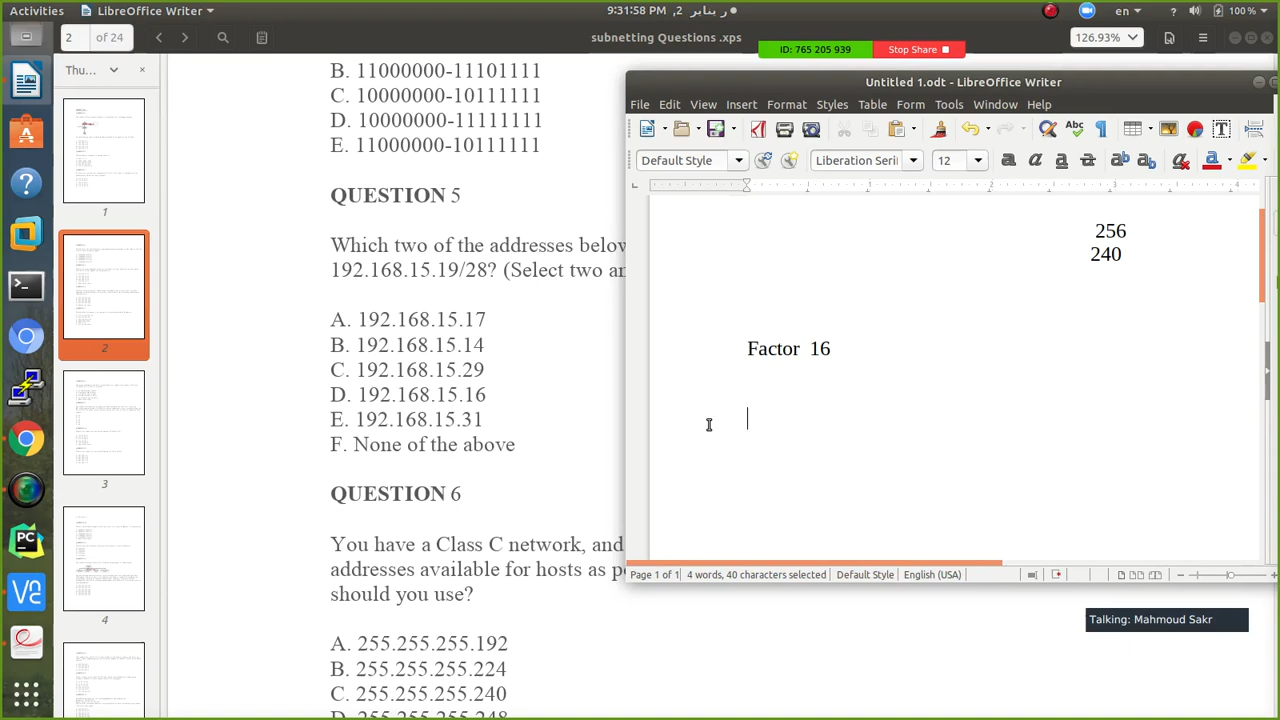 Activities LibreOffice Writer 9:31:58 PM ,2 ر يناير en ? 100 %
2 of 24 subnetting Questions .xps 126.93%
ID: 765 205 939 Stop Share
Thu...
1
2
3
4
B. 11000000-11101111
C. 10000000-10111111
D. 10000000-11111111
E. 11000000-10111111
QUESTION 5
Which two of the addresses below
192.168.15.19/28? (Select two an
A. 192.168.15.17
B. 192.168.15.14
C. 192.168.15.29
D. 192.168.15.16
E. 192.168.15.31
F. None of the above
QUESTION 6
You have a Class C network, and
addresses available for hosts as p
should you use?
A. 255.255.255.192
B. 255.255.255.224
C. 255.255.255.240
D. 255.255.255.248
Untitled 1.odt - LibreOffice Writer
File Edit View Insert Format Styles Table Form Tools Window Help
Default Style Liberation Seri 12
256
240
Factor 16
Page 1 of 1 4 words, 40 characters selected Default Style English (USA)
Talking: Mahmoud Sakr